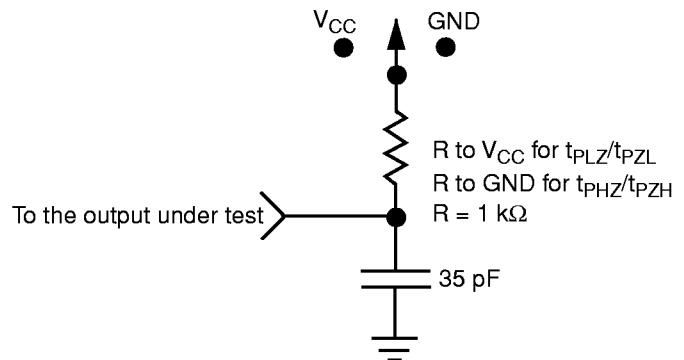 V_CC GND
R to V_CC for t_PLZ/t_PZL
R to GND for t_PHZ/t_PZH
To the output under test R = 1 kΩ
35 pF